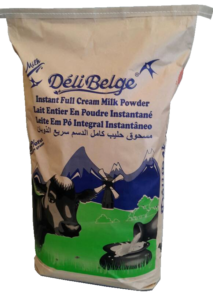 Milk
DéliBelge
Instant Full Cream Milk Powder
Lait Entier En Poudre Instantané
Leite Em Pó Integral Instantâneo
مسحوق حليب كامل الدسم سريع الذوبان